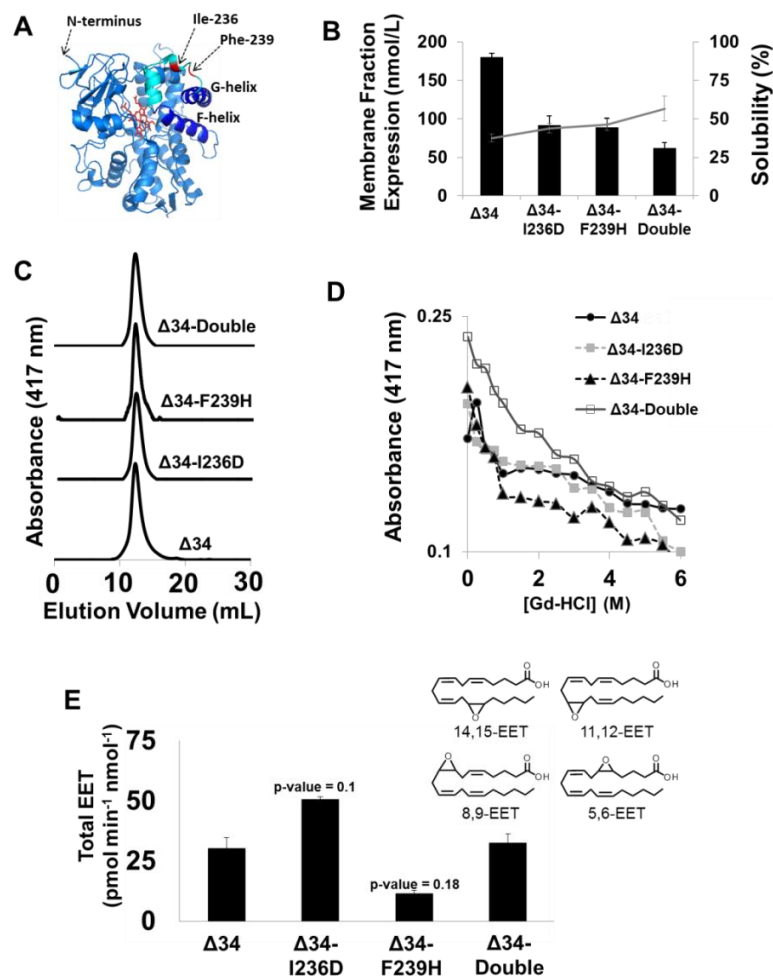 A
N-terminus
Ile-236
Phe-239
G-helix
F-helix
B
Membrane Fraction
Expression (nmol/L)
200
150
100
50
0
100
75
50
25
0
Solubility (%)
Δ34
Δ34-
I236D
Δ34-
F239H
Δ34-
Double
C
Absorbance (417 nm)
Δ34-Double
Δ34-F239H
Δ34-I236D
Δ34
0 10 20 30
Elution Volume (mL)
D
Absorbance (417 nm)
0.25
0.1
Δ34
Δ34-I236D
Δ34-F239H
Δ34-Double
0 2 4 6
[Gd-HCl] (M)
E
Total EET
(pmol min⁻¹ nmol⁻¹)
75
50
25
0
p-value = 0.1
p-value = 0.18
Δ34
Δ34-
I236D
Δ34-
F239H
Δ34-
Double
O
OH
O
14,15-EET
O
OH
O
11,12-EET
O
O
OH
8,9-EET
O
O
OH
5,6-EET